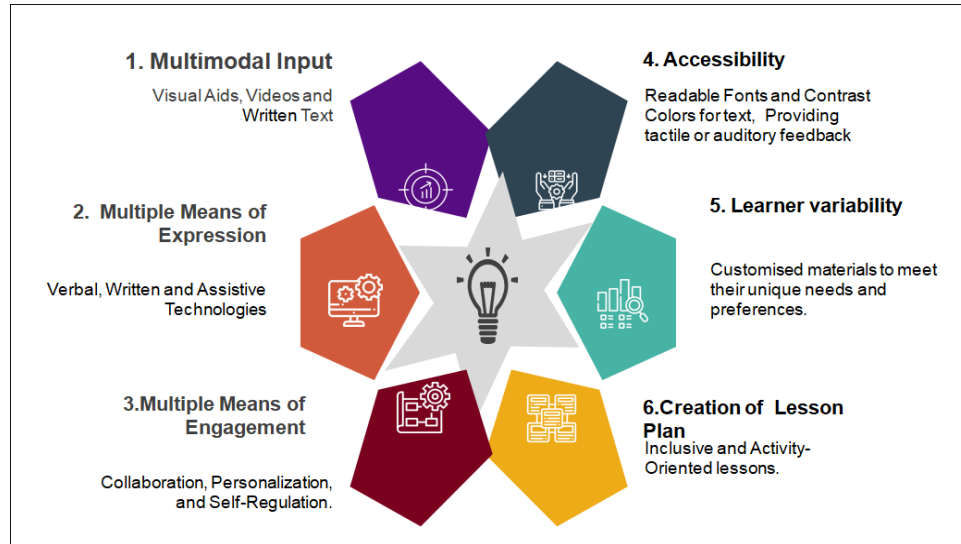 1. Multimodal Input
Visual Aids, Videos and
Written Text
2. Multiple Means of
Expression
Verbal, Written and Assistive
Technologies
3.Multiple Means of
Engagement
Collaboration, Personalization,
and Self-Regulation.
4. Accessibility
Readable Fonts and Contrast
Colors for text, Providing
tactile or auditory feedback
5. Learner variability
Customised materials to meet
their unique needs and
preferences.
6.Creation of Lesson
Plan
Inclusive and Activity-
Oriented lessons.